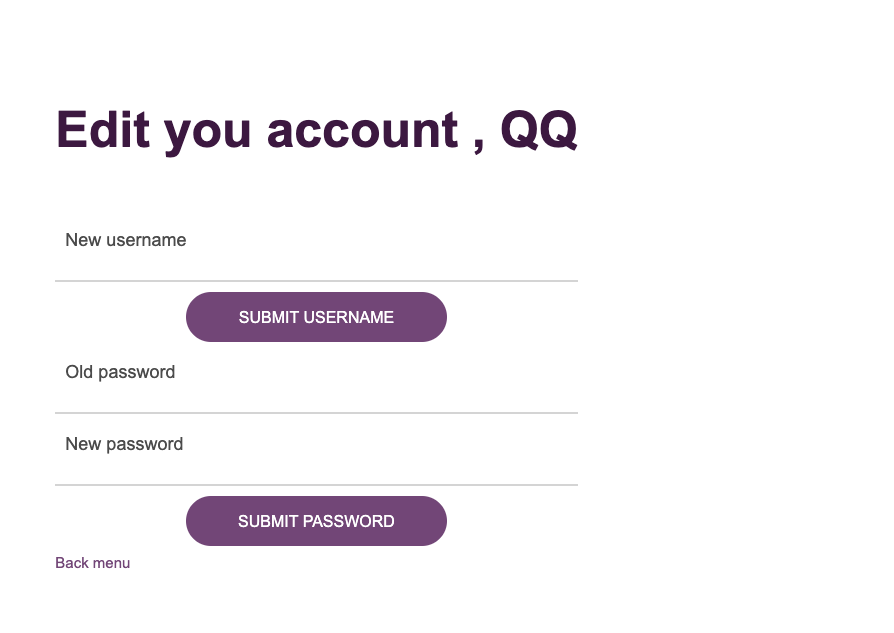 Edit you account , QQ
New username
SUBMIT USERNAME
Old password
New password
SUBMIT PASSWORD
Back menu